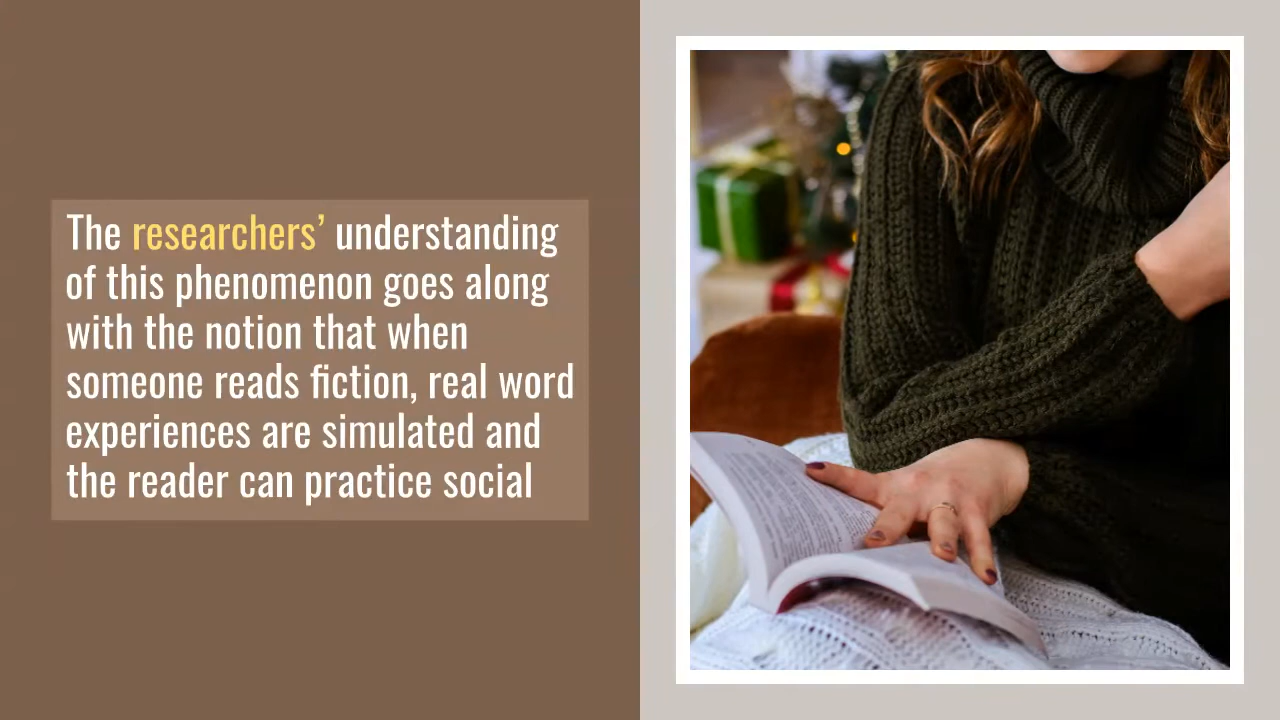 The researchers’ understanding
of this phenomenon goes along
with the notion that when
someone reads fiction, real word
experiences are simulated and
the reader can practice social